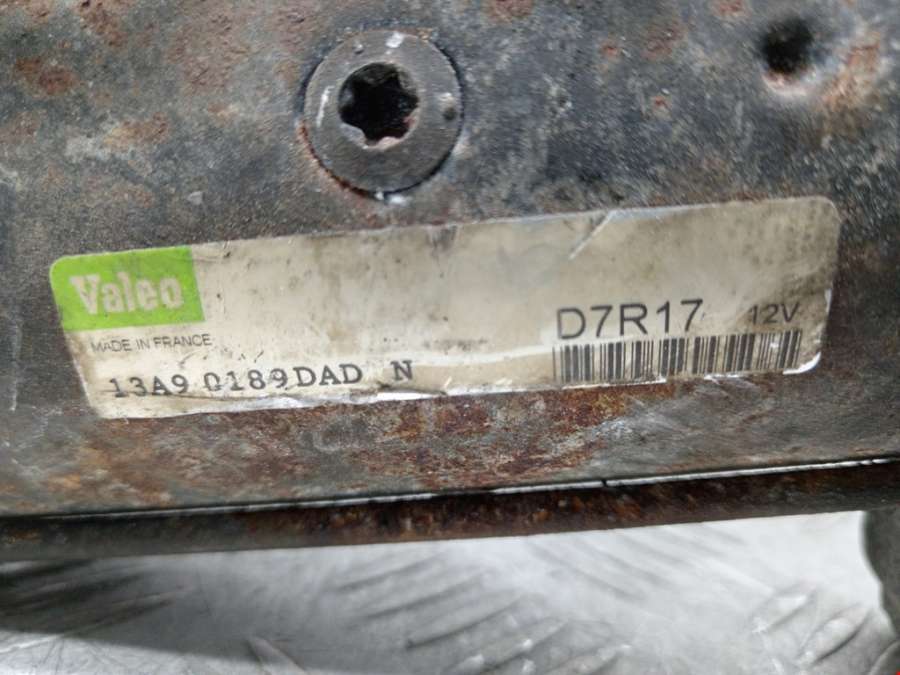 Valeo
MADE IN FRANCE
D7R17 12V
13A9 0189DAD N